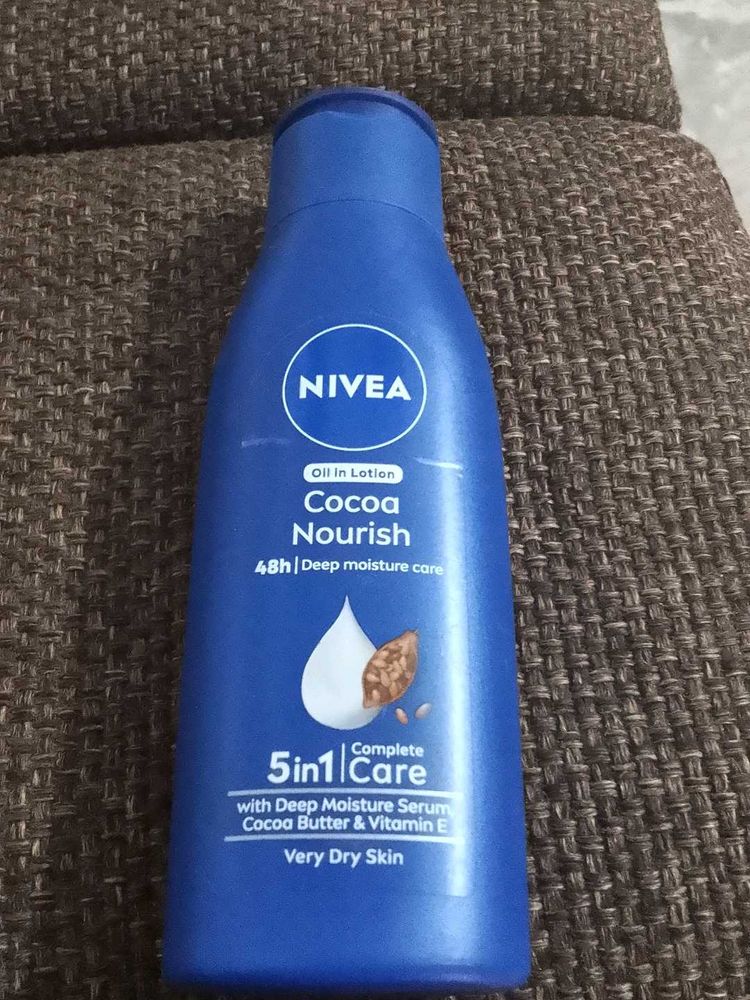 NIVEA
Oil in Lotion
Cocoa
Nourish
48h | Deep moisture care
5in1 | Complete Care
with Deep Moisture Serum,
Cocoa Butter & Vitamin E
Very Dry Skin